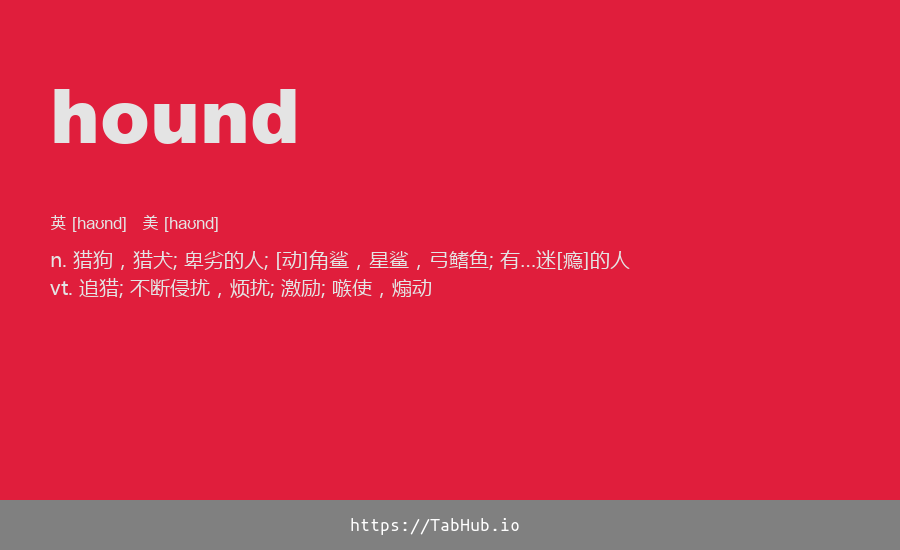 hound
英 [haʊnd] 美 [haʊnd]
n. 猎狗，猎犬; 卑劣的人; [动]角鲨，星鲨，弓鳍鱼; 有…迷[瘾]的人
vt. 追猎; 不断侵扰，烦扰; 激励; 嗾使，煽动
https://TabHub.io